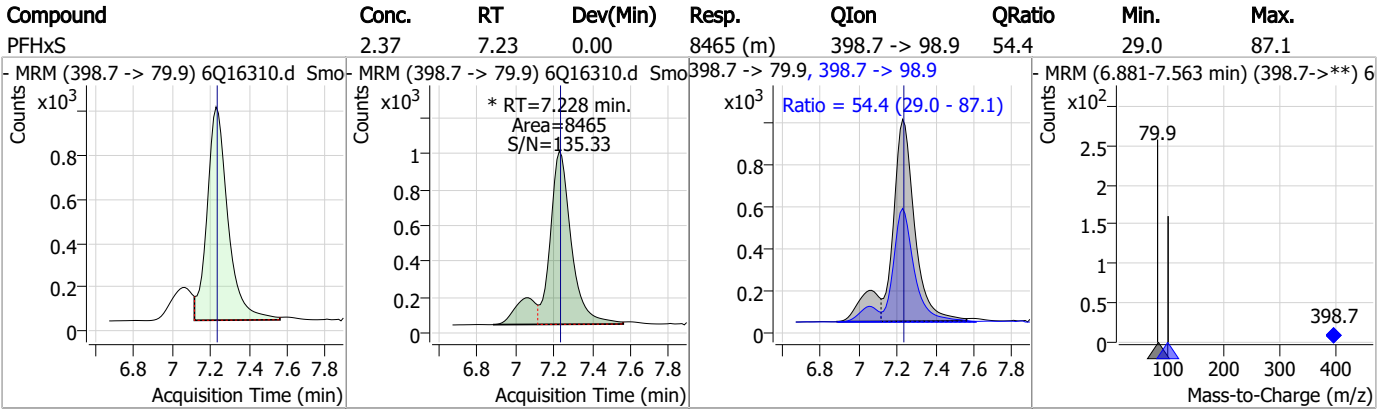 Compound Conc. RT Dev(Min) Resp. QIon QRatio Min. Max.
PFHxS 2.37 7.23 0.00 8465 (m) 398.7 -> 98.9 54.4 29.0 87.1
- MRM (398.7 -> 79.9) 6Q16310.d Smo
Counts
x10³
0.8
0.6
0.4
0.2
0
6.8 7 7.2 7.4 7.6 7.8
Acquisition Time (min)
- MRM (398.7 -> 79.9) 6Q16310.d Smo
Counts
x10³
* RT=7.228 min.
Area=8465
S/N=135.33
1
0.8
0.6
0.4
0.2
0
6.8 7 7.2 7.4 7.6 7.8
Acquisition Time (min)
398.7 -> 79.9, 398.7 -> 98.9
x10³
Ratio = 54.4 (29.0 - 87.1)
0.8
0.6
0.4
0.2
0
6.8 7 7.2 7.4 7.6 7.8
Acquisition Time (min)
- MRM (6.881-7.563 min) (398.7->**) 6
Counts
x10²
79.9
2.5
2
1.5
1
0.5
0
398.7
100 200 300 400
Mass-to-Charge (m/z)